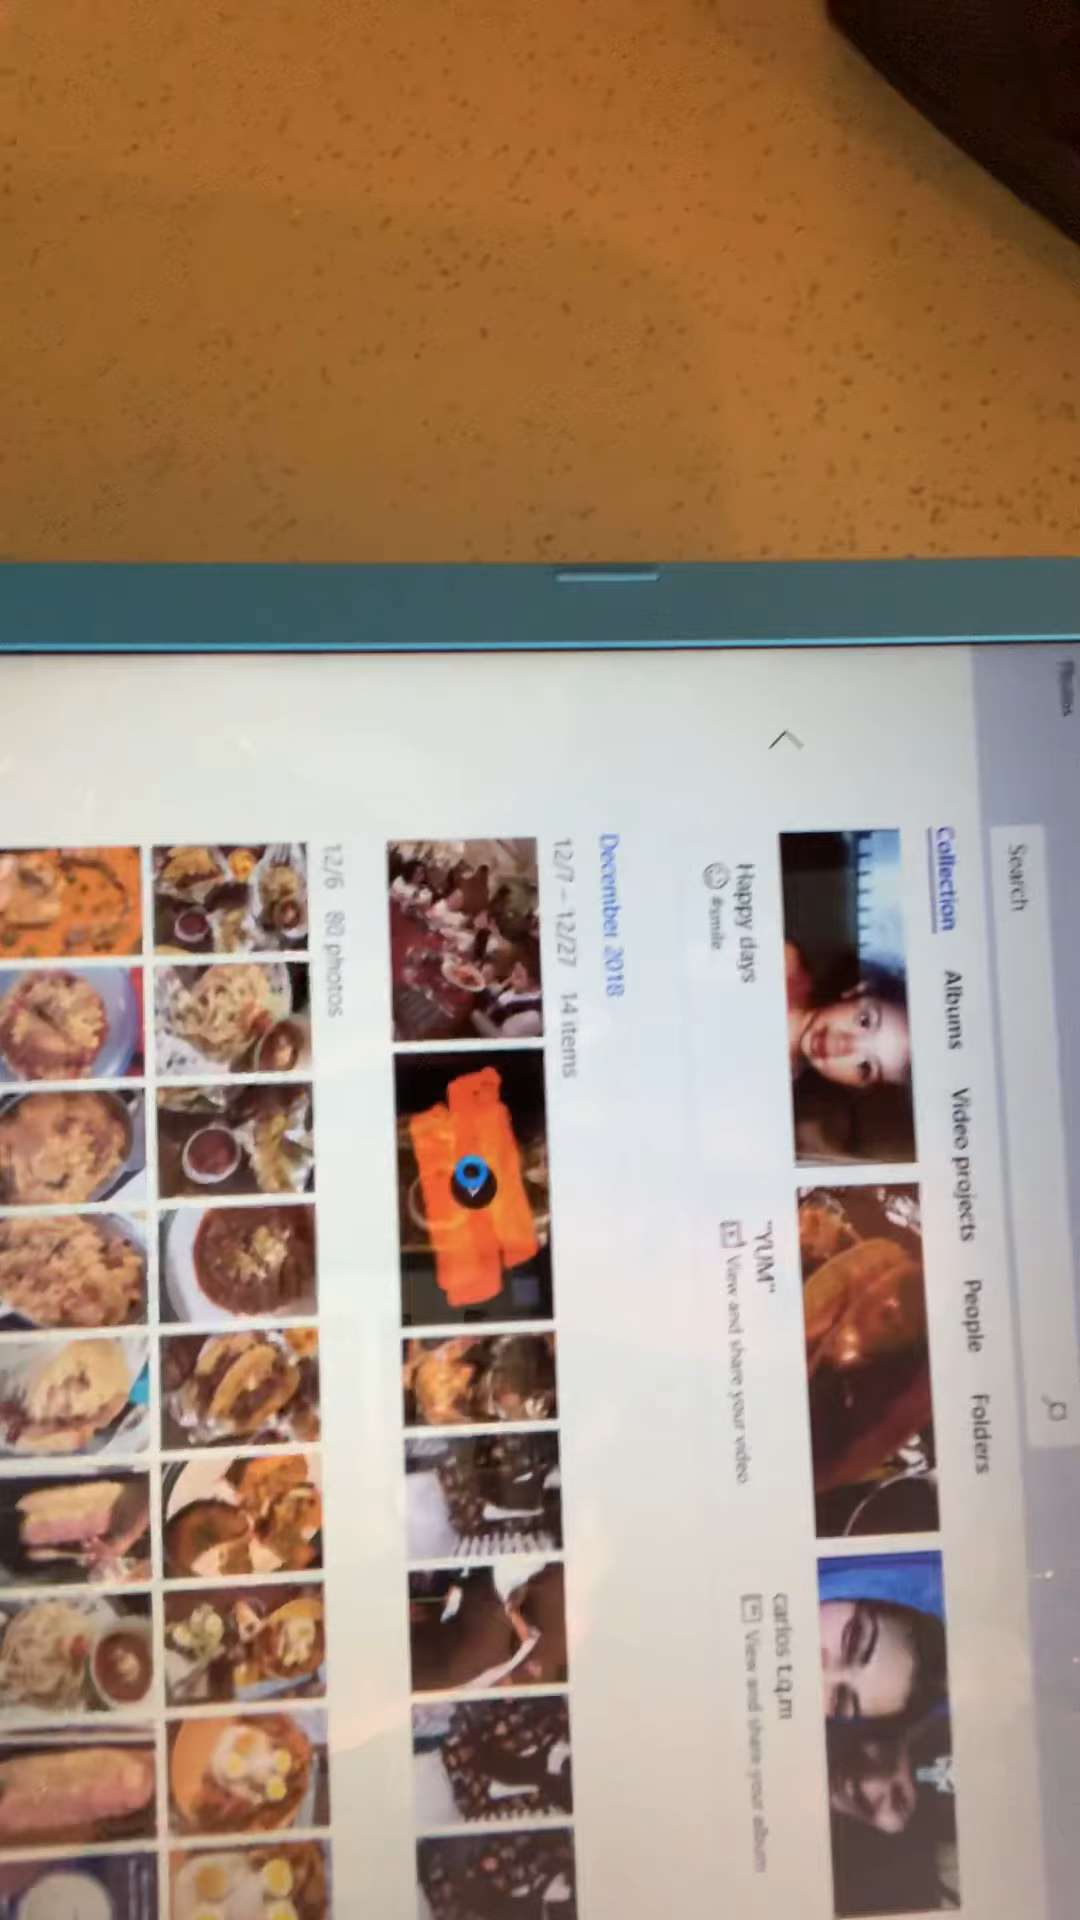 Photos
Search
Collection Albums Video projects People Folders
Happy days
#smile
"YUM"
View and share your video
carlos t.q.m
View and share your album
December 2018
12/7 - 12/27 14 items
12/6 80 photos